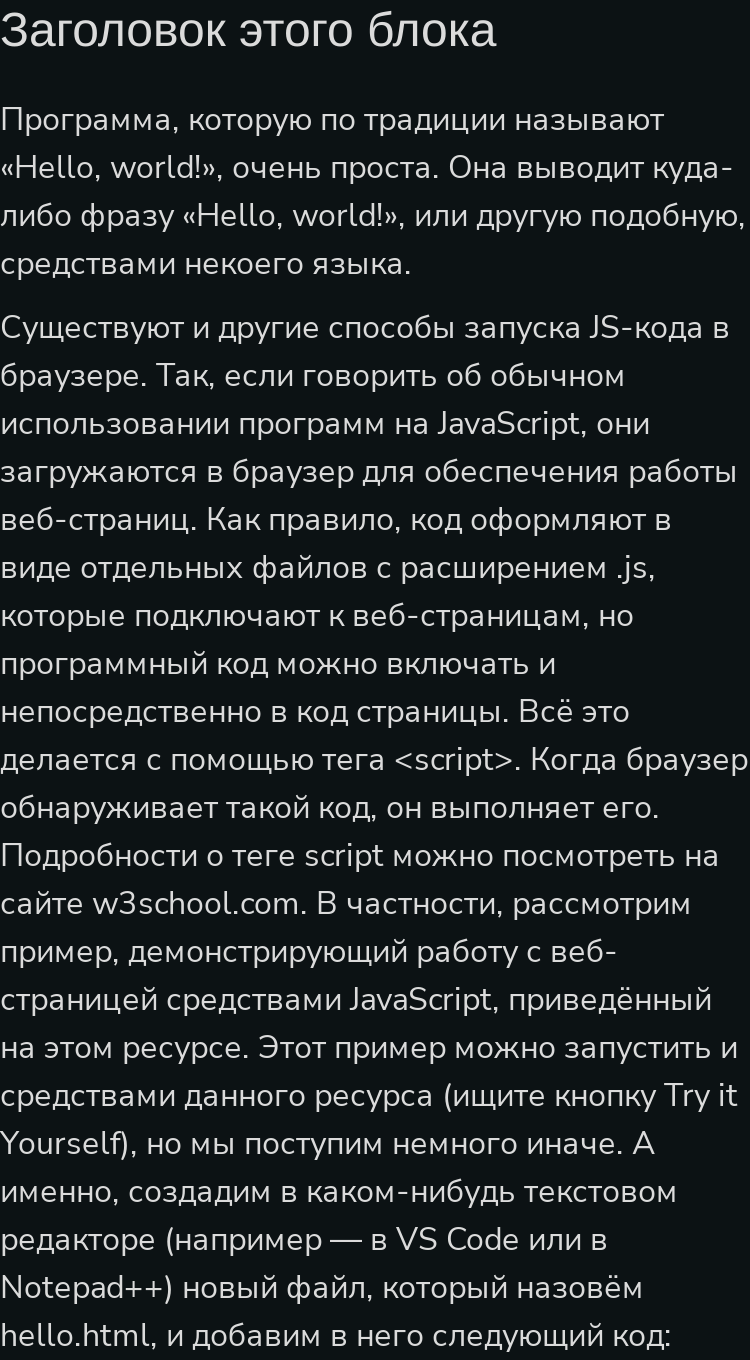 Заголовок этого блока
Программа, которую по традиции называют
«Hello, world!», очень проста. Она выводит куда-
либо фразу «Hello, world!», или другую подобную,
средствами некоего языка.
Существуют и другие способы запуска JS-кода в
браузере. Так, если говорить об обычном
использовании программ на JavaScript, они
загружаются в браузер для обеспечения работы
веб-страниц. Как правило, код оформляют в
виде отдельных файлов с расширением .js,
которые подключают к веб-страницам, но
программный код можно включать и
непосредственно в код страницы. Всё это
делается с помощью тега <script>. Когда браузер
обнаруживает такой код, он выполняет его.
Подробности о теге script можно посмотреть на
сайте w3school.com. В частности, рассмотрим
пример, демонстрирующий работу с веб-
страницей средствами JavaScript, приведённый
на этом ресурсе. Этот пример можно запустить и
средствами данного ресурса (ищите кнопку Try it
Yourself), но мы поступим немного иначе. А
именно, создадим в каком-нибудь текстовом
редакторе (например — в VS Code или в
Notepad++) новый файл, который назовём
hello.html, и добавим в него следующий код: